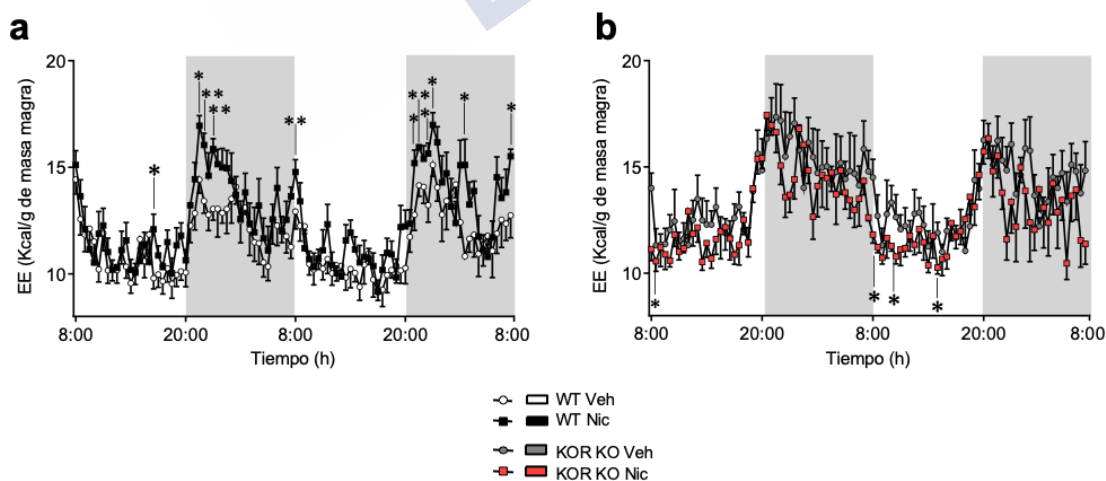 a
b
20
15
10
EE (Kcal/g de masa magra)
8:00 20:00 8:00 20:00 8:00
Tiempo (h)
* * * * * * * * * * * * * * *
20
15
10
EE (Kcal/g de masa magra)
8:00 20:00 8:00 20:00 8:00
Tiempo (h)
* * * *
WT Veh
WT Nic
KOR KO Veh
KOR KO Nic